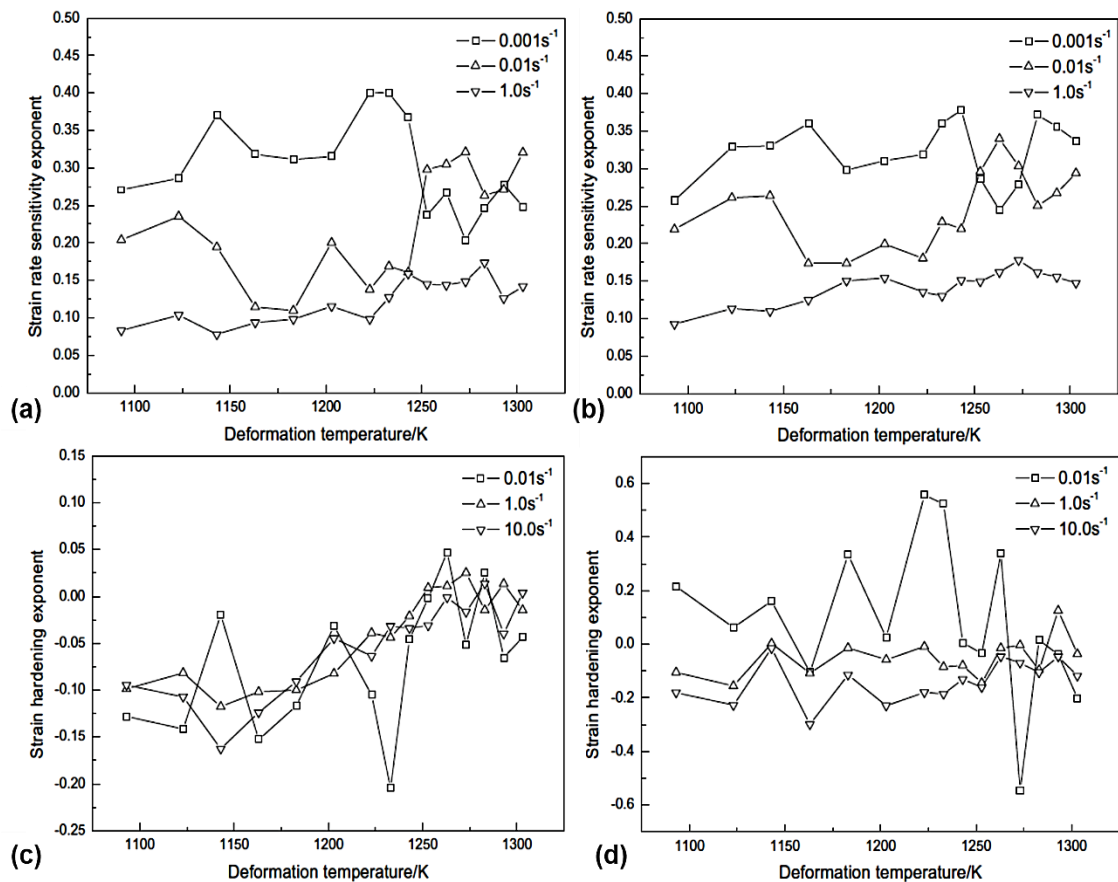 0.50
0.45
0.40
0.35
0.30
0.25
0.20
0.15
0.10
0.05
0.00
Strain rate sensitivity exponent
0.001s⁻¹
0.01s⁻¹
1.0s⁻¹
1100 1150 1200 1250 1300
Deformation temperature/K
(a)
0.50
0.45
0.40
0.35
0.30
0.25
0.20
0.15
0.10
0.05
0.00
Strain rate sensitivity exponent
0.001s⁻¹
0.01s⁻¹
1.0s⁻¹
1100 1150 1200 1250 1300
Deformation temperature/K
(b)
0.15
0.10
0.05
0.00
-0.05
-0.10
-0.15
-0.20
-0.25
Strain hardening exponent
0.01s⁻¹
1.0s⁻¹
10.0s⁻¹
1100 1150 1200 1250 1300
Deformation temperature/K
(c)
0.6
0.4
0.2
0.0
-0.2
-0.4
-0.6
Strain hardening exponent
0.01s⁻¹
1.0s⁻¹
10.0s⁻¹
1100 1150 1200 1250 1300
Deformation temperature/K
(d)